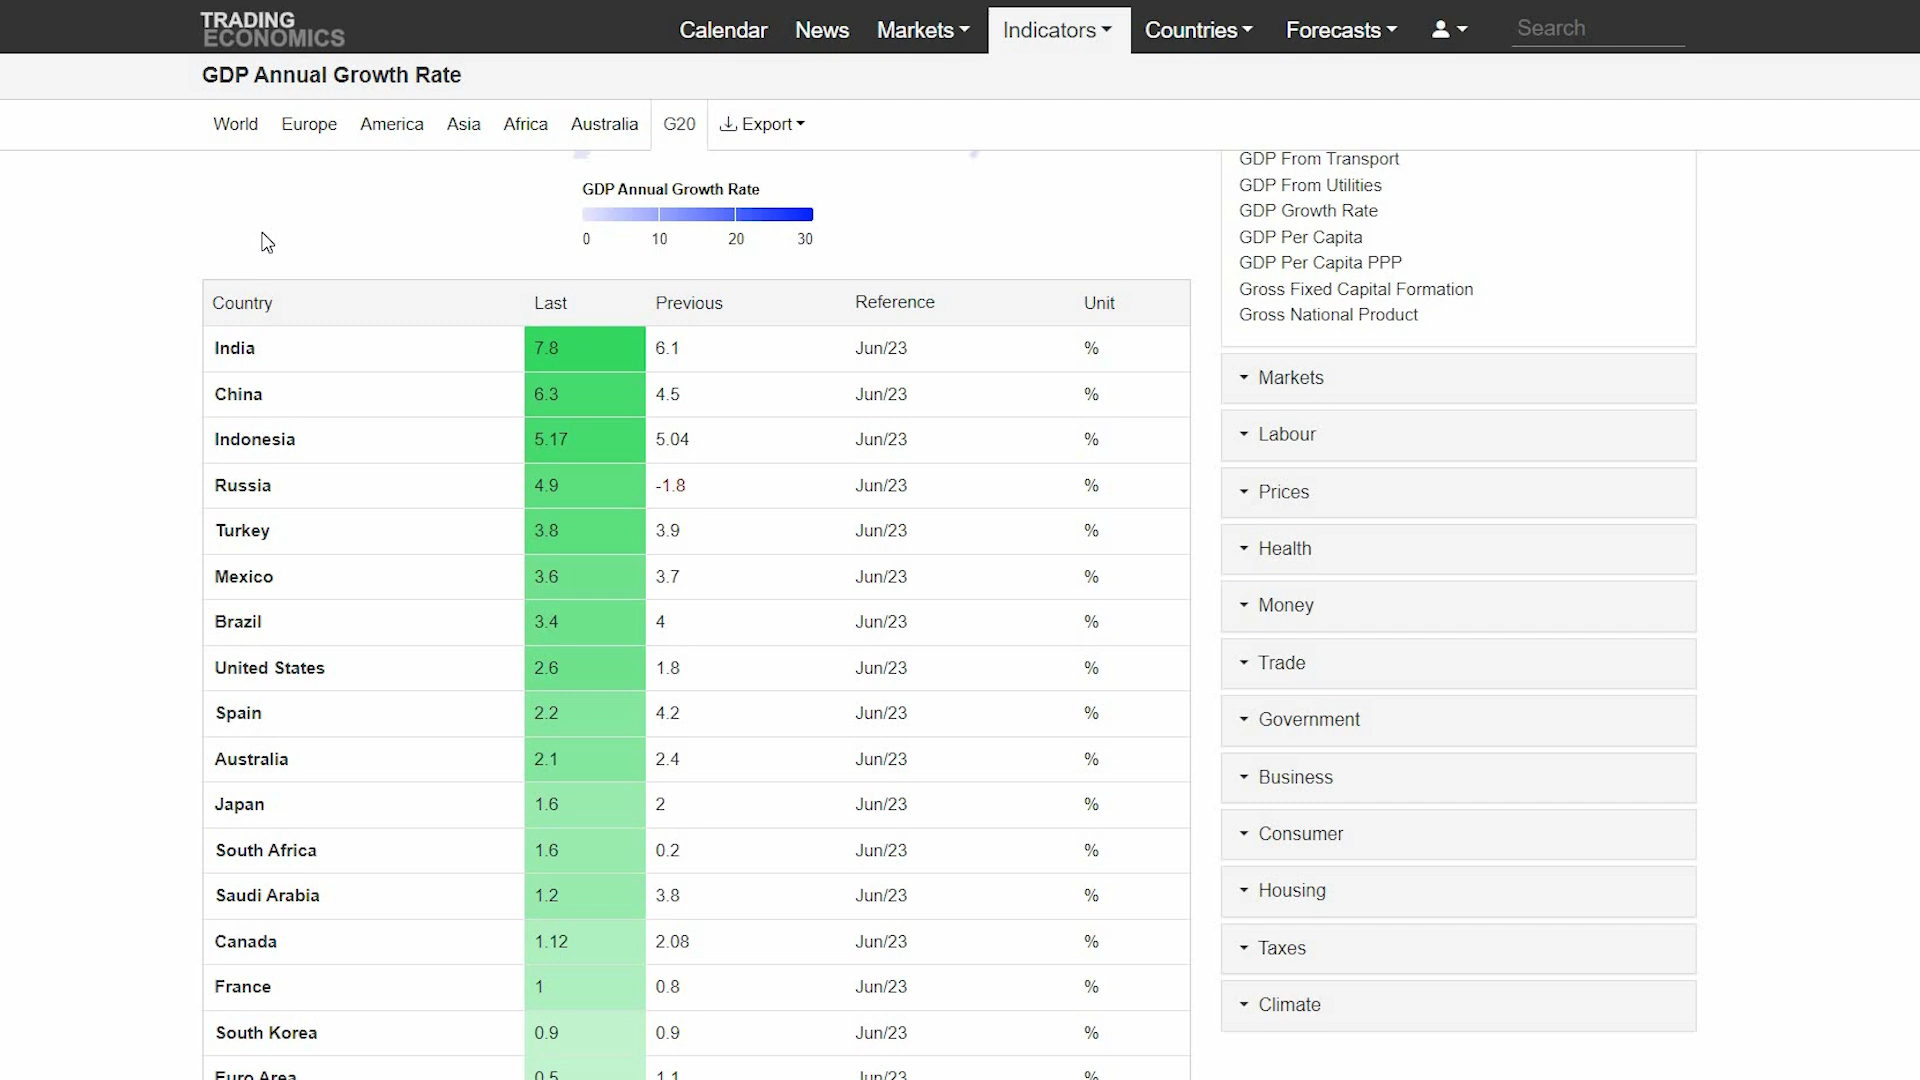 TRADING
ECONOMICS
Calendar News Markets Indicators Countries Forecasts Search
GDP Annual Growth Rate
World Europe America Asia Africa Australia G20 Export
GDP Annual Growth Rate
0 10 20 30
Country Last Previous Reference Unit
India 7.8 6.1 Jun/23 %
China 6.3 4.5 Jun/23 %
Indonesia 5.17 5.04 Jun/23 %
Russia 4.9 -1.8 Jun/23 %
Turkey 3.8 3.9 Jun/23 %
Mexico 3.6 3.7 Jun/23 %
Brazil 3.4 4 Jun/23 %
United States 2.6 1.8 Jun/23 %
Spain 2.2 4.2 Jun/23 %
Australia 2.1 2.4 Jun/23 %
Japan 1.6 2 Jun/23 %
South Africa 1.6 0.2 Jun/23 %
Saudi Arabia 1.2 3.8 Jun/23 %
Canada 1.12 2.08 Jun/23 %
France 1 0.8 Jun/23 %
South Korea 0.9 0.9 Jun/23 %
Euro Area 0.5 1.1 Jun/23 %
GDP From Transport
GDP From Utilities
GDP Growth Rate
GDP Per Capita
GDP Per Capita PPP
Gross Fixed Capital Formation
Gross National Product
Markets
Labour
Prices
Health
Money
Trade
Government
Business
Consumer
Housing
Taxes
Climate